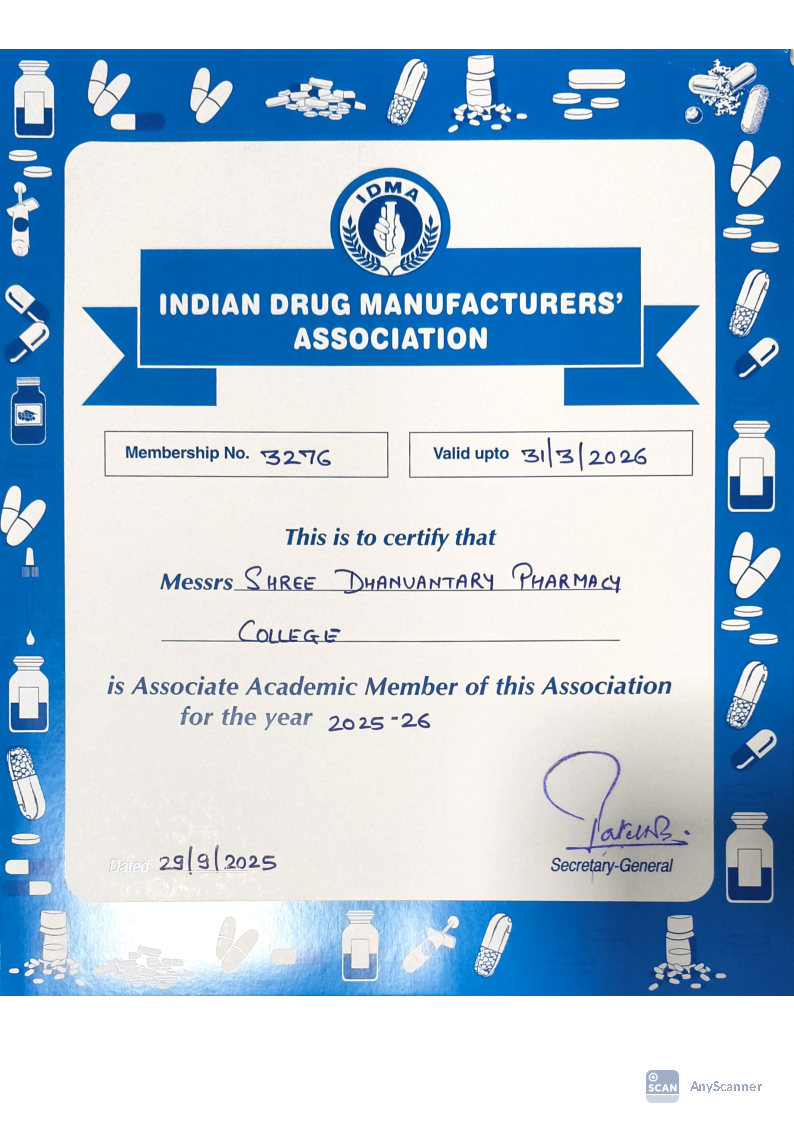 IDMA
INDIAN DRUG MANUFACTURERS'
ASSOCIATION
Membership No. 3276
Valid upto 31/3/2026
This is to certify that
Messrs SHREE DHANVANTARY PHARMACY
COLLEGE
is Associate Academic Member of this Association
for the year 2025-26
Dated 29/9/2025
Secretary-General
SCAN AnyScanner